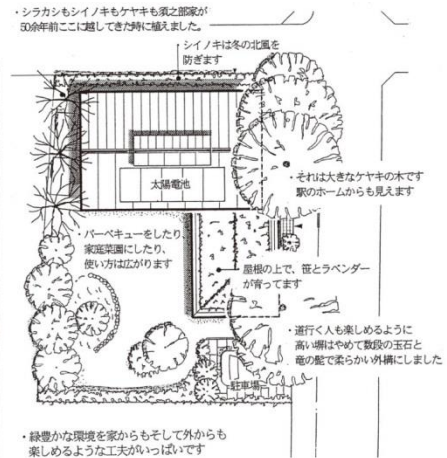 ・シラカシもシイノキもケヤキも須之部家が
50余年前ここに越してきた時に植えました。
シイノキは冬の北風を
防ぎます
太陽電池
・それは大きなケヤキの木です
駅のホームからも見えます
バーベキューをしたり、
家庭菜園にしたり、
使い方は広がります
屋根の上で、笹とラベンダー
が育ってます
・道行く人も楽しめるように
高い塀はやめて数段の玉石と
竜の髭で柔らかい外構にしました
駐車場
・緑豊かな環境を家からもそして外からも
楽しめるような工夫がいっぱいです